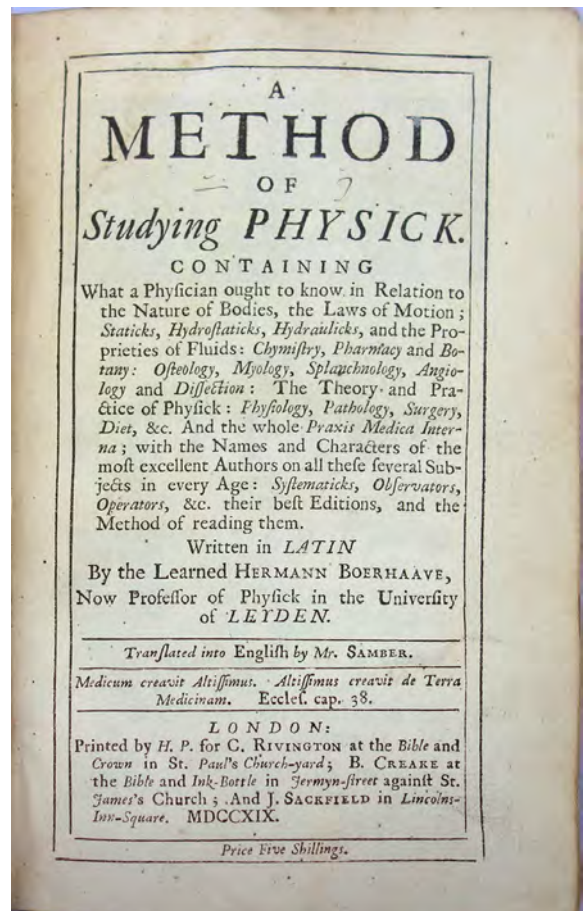 A
METHOD
OF
Studying PHYSICK.
CONTAINING
What a Phyſician ought to know in Relation to
the Nature of Bodies, the Laws of Motion;
Staticks, Hydroſtaticks, Hydraulicks, and the Pro-
prieties of Fluids: Chymiſtry, Pharmacy and Bo-
tany: Oſteology, Myology, Splanchnology, Angio-
logy and Diſſection: The Theory and Pra-
ctice of Phyſick: Phyſiology, Pathology, Surgery,
Diet, &c. And the whole Praxis Medica Inter-
na; with the Names and Characters of the
moſt excellent Authors on all theſe ſeveral Sub-
jects in every Age: Syſtematicks, Obſervators,
Operators, &c. their beſt Editions, and the
Method of reading them.
Written in LATIN
By the Learned HERMANN BOERHAAVE,
Now Profeſſor of Phyſick in the Univerſity
of LEYDEN.
Tranſlated into Engliſh by Mr. SAMBER.
Medicum creavit Altiſſimus. Altiſſimus creavit de Terra
Medicinam. Eccleſ. cap. 38.
LONDON:
Printed by H. P. for C. RIVINGTON at the Bible and
Crown in St. Paul's Church-yard; B. CREAKE at
the Bible and Ink-Bottle in Jermyn-ſtreet againſt St.
James's Church; And J. SACKFIELD in Lincolns-
Inn-Square. MDCCXIX.
Price Five Shillings.